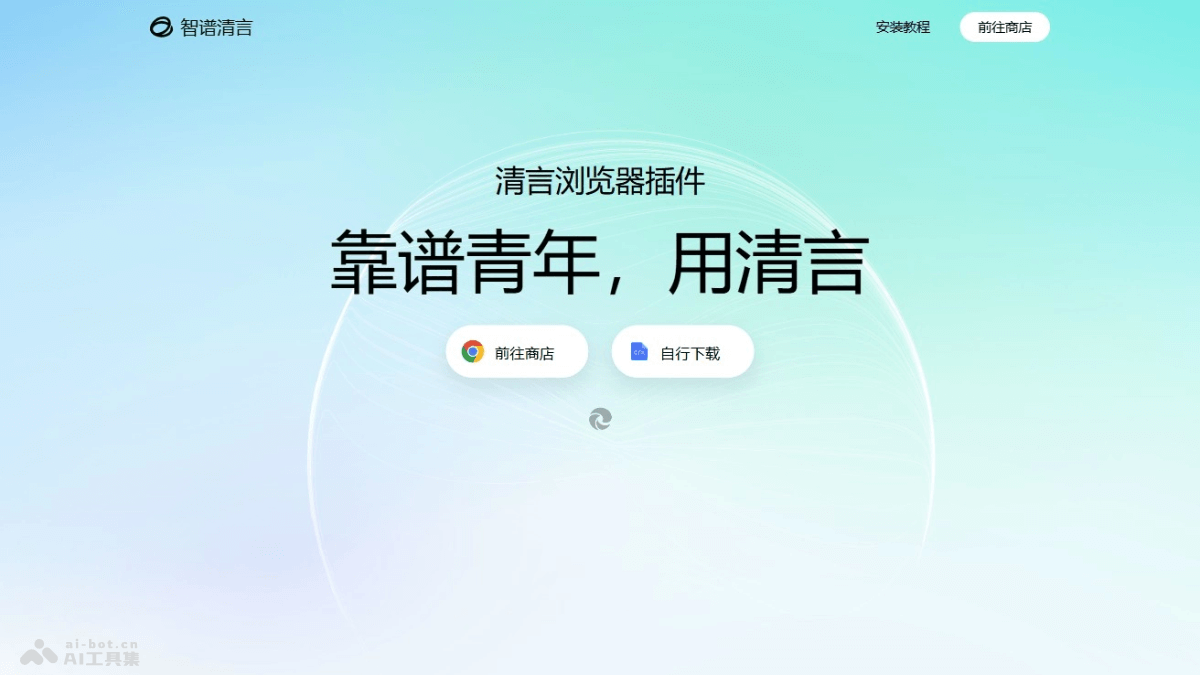 智谱清言
安装教程
前往商店
清言浏览器插件
靠谱青年，用清言
前往商店
自行下载
ai-bot.cn
AI工具集